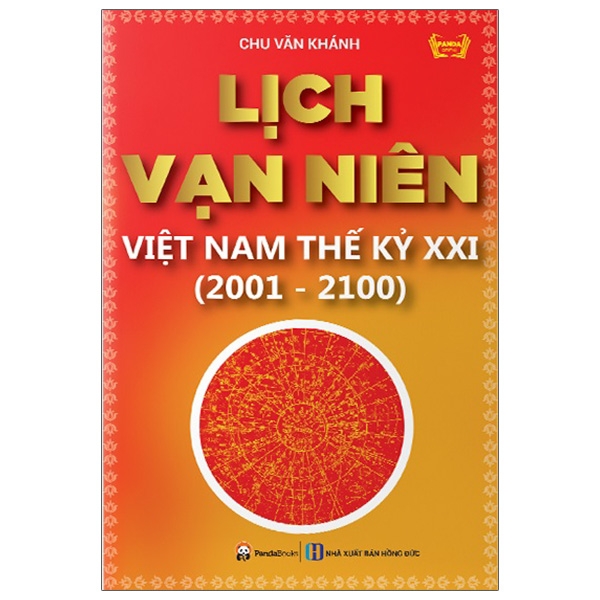 CHU VĂN KHÁNH
PANDA
LỊCH
VẠN NIÊN
VIỆT NAM THẾ KỶ XXI
(2001 - 2100)
PandaBooks
NHÀ XUẤT BẢN HỒNG ĐỨC